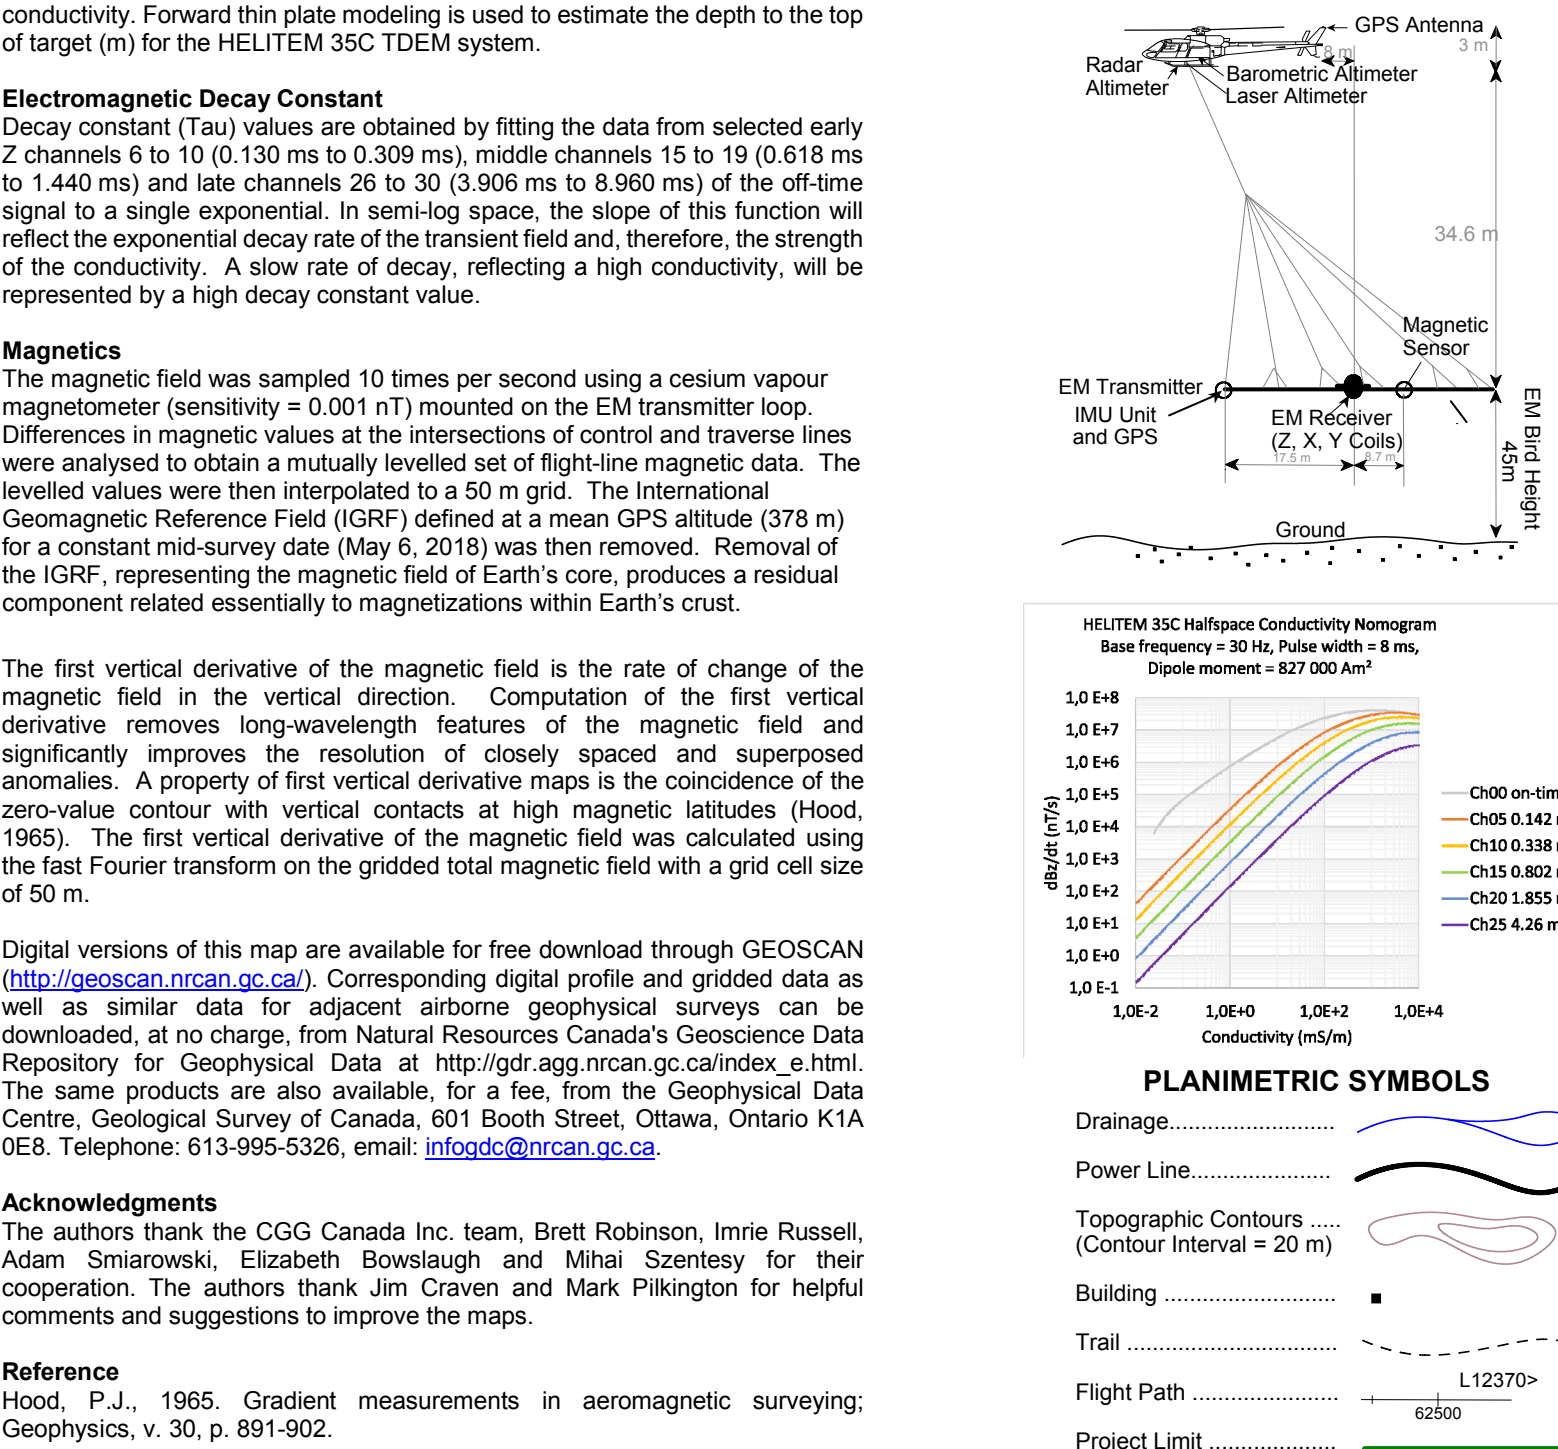 conductivity. Forward thin plate modeling is used to estimate the depth to the top
of target (m) for the HELITEM 35C TDEM system.
Electromagnetic Decay Constant
Decay constant (Tau) values are obtained by fitting the data from selected early
Z channels 6 to 10 (0.130 ms to 0.309 ms), middle channels 15 to 19 (0.618 ms
to 1.440 ms) and late channels 26 to 30 (3.906 ms to 8.960 ms) of the off-time
signal to a single exponential. In semi-log space, the slope of this function will
reflect the exponential decay rate of the transient field and, therefore, the strength
of the conductivity.  A slow rate of decay, reflecting a high conductivity, will be
represented by a high decay constant value.
Magnetics
The magnetic field was sampled 10 times per second using a cesium vapour
magnetometer (sensitivity = 0.001 nT) mounted on the EM transmitter loop.
Differences in magnetic values at the intersections of control and traverse lines
were analysed to obtain a mutually levelled set of flight-line magnetic data.  The
levelled values were then interpolated to a 50 m grid.  The International
Geomagnetic Reference Field (IGRF) defined at a mean GPS altitude (378 m)
for a constant mid-survey date (May 6, 2018) was then removed.  Removal of
the IGRF, representing the magnetic field of Earth's core, produces a residual
component related essentially to magnetizations within Earth's crust.
The first vertical derivative of the magnetic field is the rate of change of the
magnetic field in the vertical direction.  Computation of the first vertical
derivative removes long-wavelength features of the magnetic field and
significantly improves the resolution of closely spaced and superposed
anomalies.  A property of first vertical derivative maps is the coincidence of the
zero-value contour with vertical contacts at high magnetic latitudes (Hood,
1965).  The first vertical derivative of the magnetic field was calculated using
the fast Fourier transform on the gridded total magnetic field with a grid cell size
of 50 m.
Digital versions of this map are available for free download through GEOSCAN
(http://geoscan.nrcan.gc.ca/). Corresponding digital profile and gridded data as
well as similar data for adjacent airborne geophysical surveys can be
downloaded, at no charge, from Natural Resources Canada's Geoscience Data
Repository for Geophysical Data at http://gdr.agg.nrcan.gc.ca/index_e.html.
The same products are also available, for a fee, from the Geophysical Data
Centre, Geological Survey of Canada, 601 Booth Street, Ottawa, Ontario K1A
0E8. Telephone: 613-995-5326, email: infogdc@nrcan.gc.ca.
Acknowledgments
The authors thank the CGG Canada Inc. team, Brett Robinson, Imrie Russell,
Adam Smiarowski, Elizabeth Bowslaugh and Mihai Szentesy for their
cooperation. The authors thank Jim Craven and Mark Pilkington for helpful
comments and suggestions to improve the maps.
Reference
Hood, P.J., 1965. Gradient measurements in aeromagnetic surveying;
Geophysics, v. 30, p. 891-902.
GPS Antenna
3 m
8 m
Radar
Altimeter
Barometric Altimeter
Laser Altimeter
34.6 m
Magnetic
Sensor
EM Transmitter
IMU Unit
and GPS
EM Receiver
(Z, X, Y Coils)
17.5 m
8.7 m
EM Bird Height
45m
Ground
HELITEM 35C Halfspace Conductivity Nomogram
Base frequency = 30 Hz, Pulse width = 8 ms,
Dipole moment = 827 000 Am²
dBz/dt (nT/s)
1,0 E+8
1,0 E+7
1,0 E+6
1,0 E+5
1,0 E+4
1,0 E+3
1,0 E+2
1,0 E+1
1,0 E+0
1,0 E-1
1,0E-2 1,0E+0 1,0E+2 1,0E+4
Conductivity (mS/m)
Ch00 on-tim
Ch05 0.142
Ch10 0.338
Ch15 0.802
Ch20 1.855
Ch25 4.26 m
PLANIMETRIC SYMBOLS
Drainage...........................
Power Line.......................
Topographic Contours .....
(Contour Interval = 20 m)
Building ............................
Trail ..................................
Flight Path ........................
L12370>
62500
Project Limit .....................